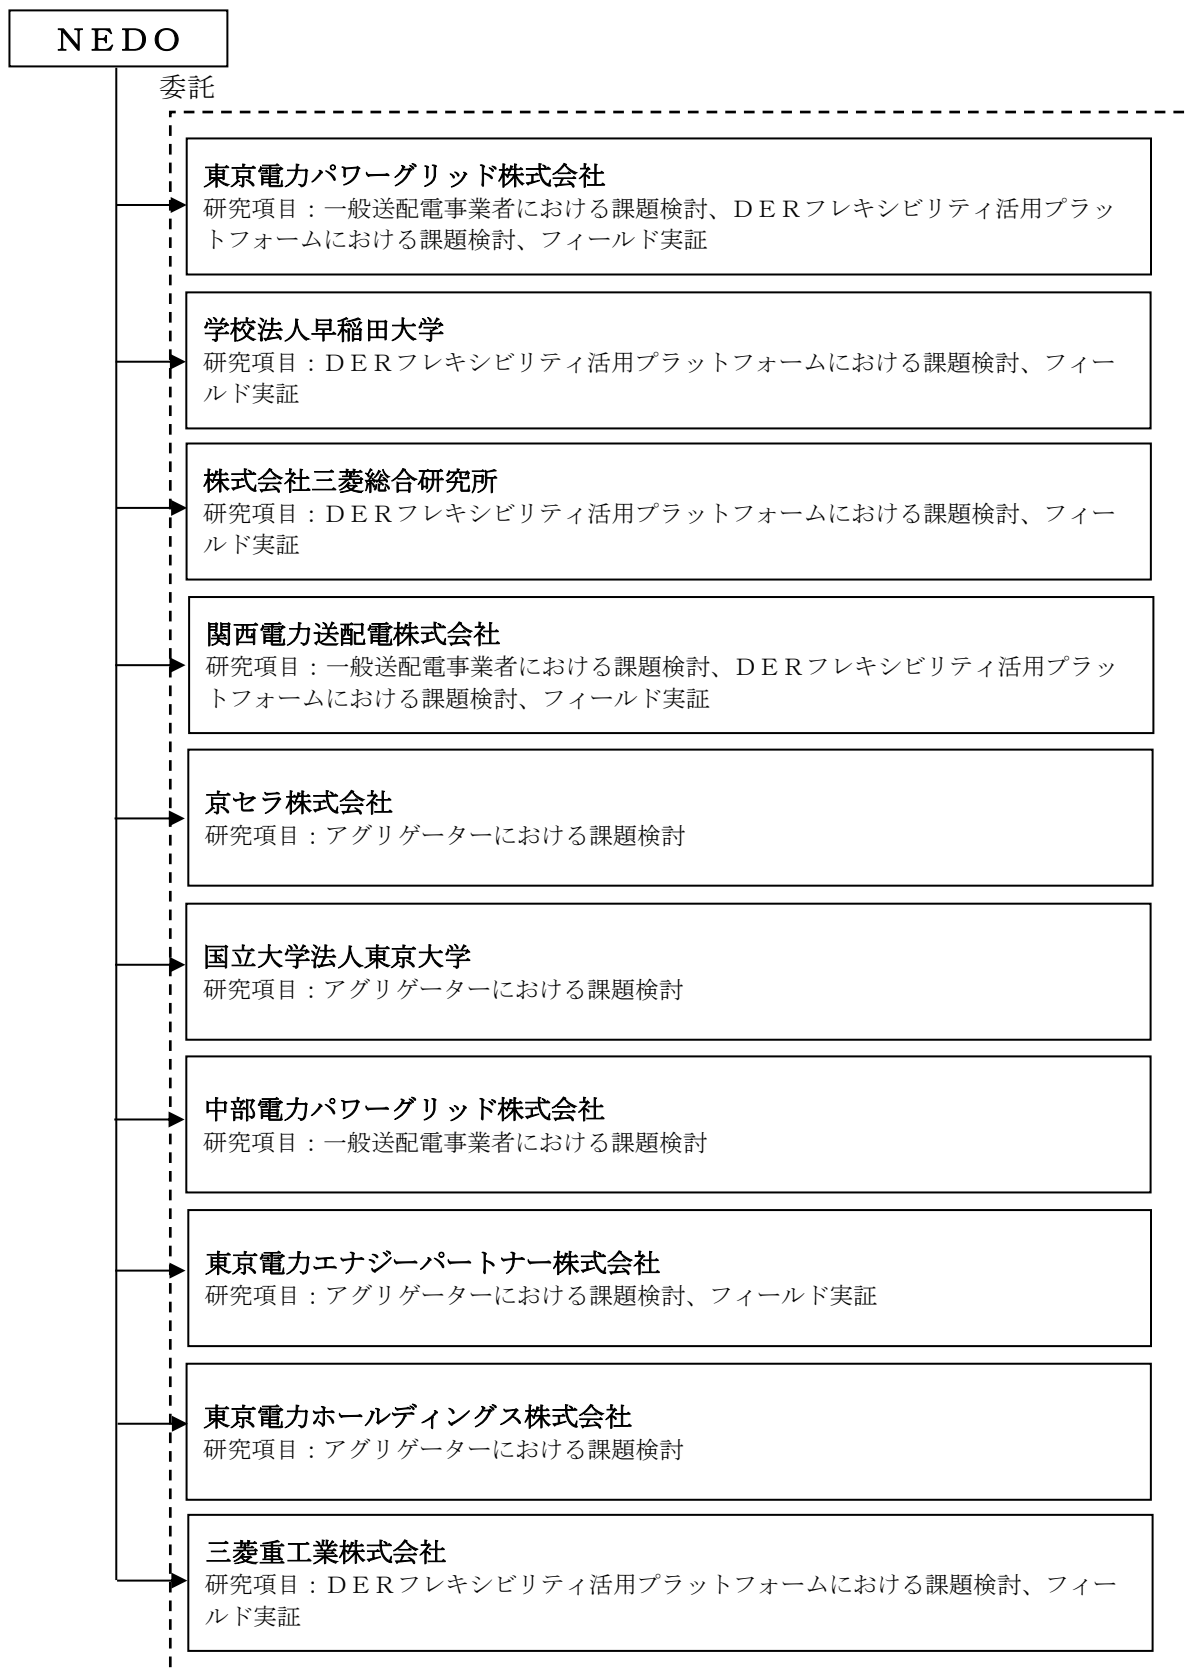 ＮＥＤＯ
委託
東京電力パワーグリッド株式会社
研究項目：一般送配電事業者における課題検討、ＤＥＲフレキシビリティ活用プラッ
トフォームにおける課題検討、フィールド実証
学校法人早稲田大学
研究項目：ＤＥＲフレキシビリティ活用プラットフォームにおける課題検討、フィー
ルド実証
株式会社三菱総合研究所
研究項目：ＤＥＲフレキシビリティ活用プラットフォームにおける課題検討、フィー
ルド実証
関西電力送配電株式会社
研究項目：一般送配電事業者における課題検討、ＤＥＲフレキシビリティ活用プラッ
トフォームにおける課題検討、フィールド実証
京セラ株式会社
研究項目：アグリゲーターにおける課題検討
国立大学法人東京大学
研究項目：アグリゲーターにおける課題検討
中部電力パワーグリッド株式会社
研究項目：一般送配電事業者における課題検討
東京電力エナジーパートナー株式会社
研究項目：アグリゲーターにおける課題検討、フィールド実証
東京電力ホールディングス株式会社
研究項目：アグリゲーターにおける課題検討
三菱重工業株式会社
研究項目：ＤＥＲフレキシビリティ活用プラットフォームにおける課題検討、フィー
ルド実証